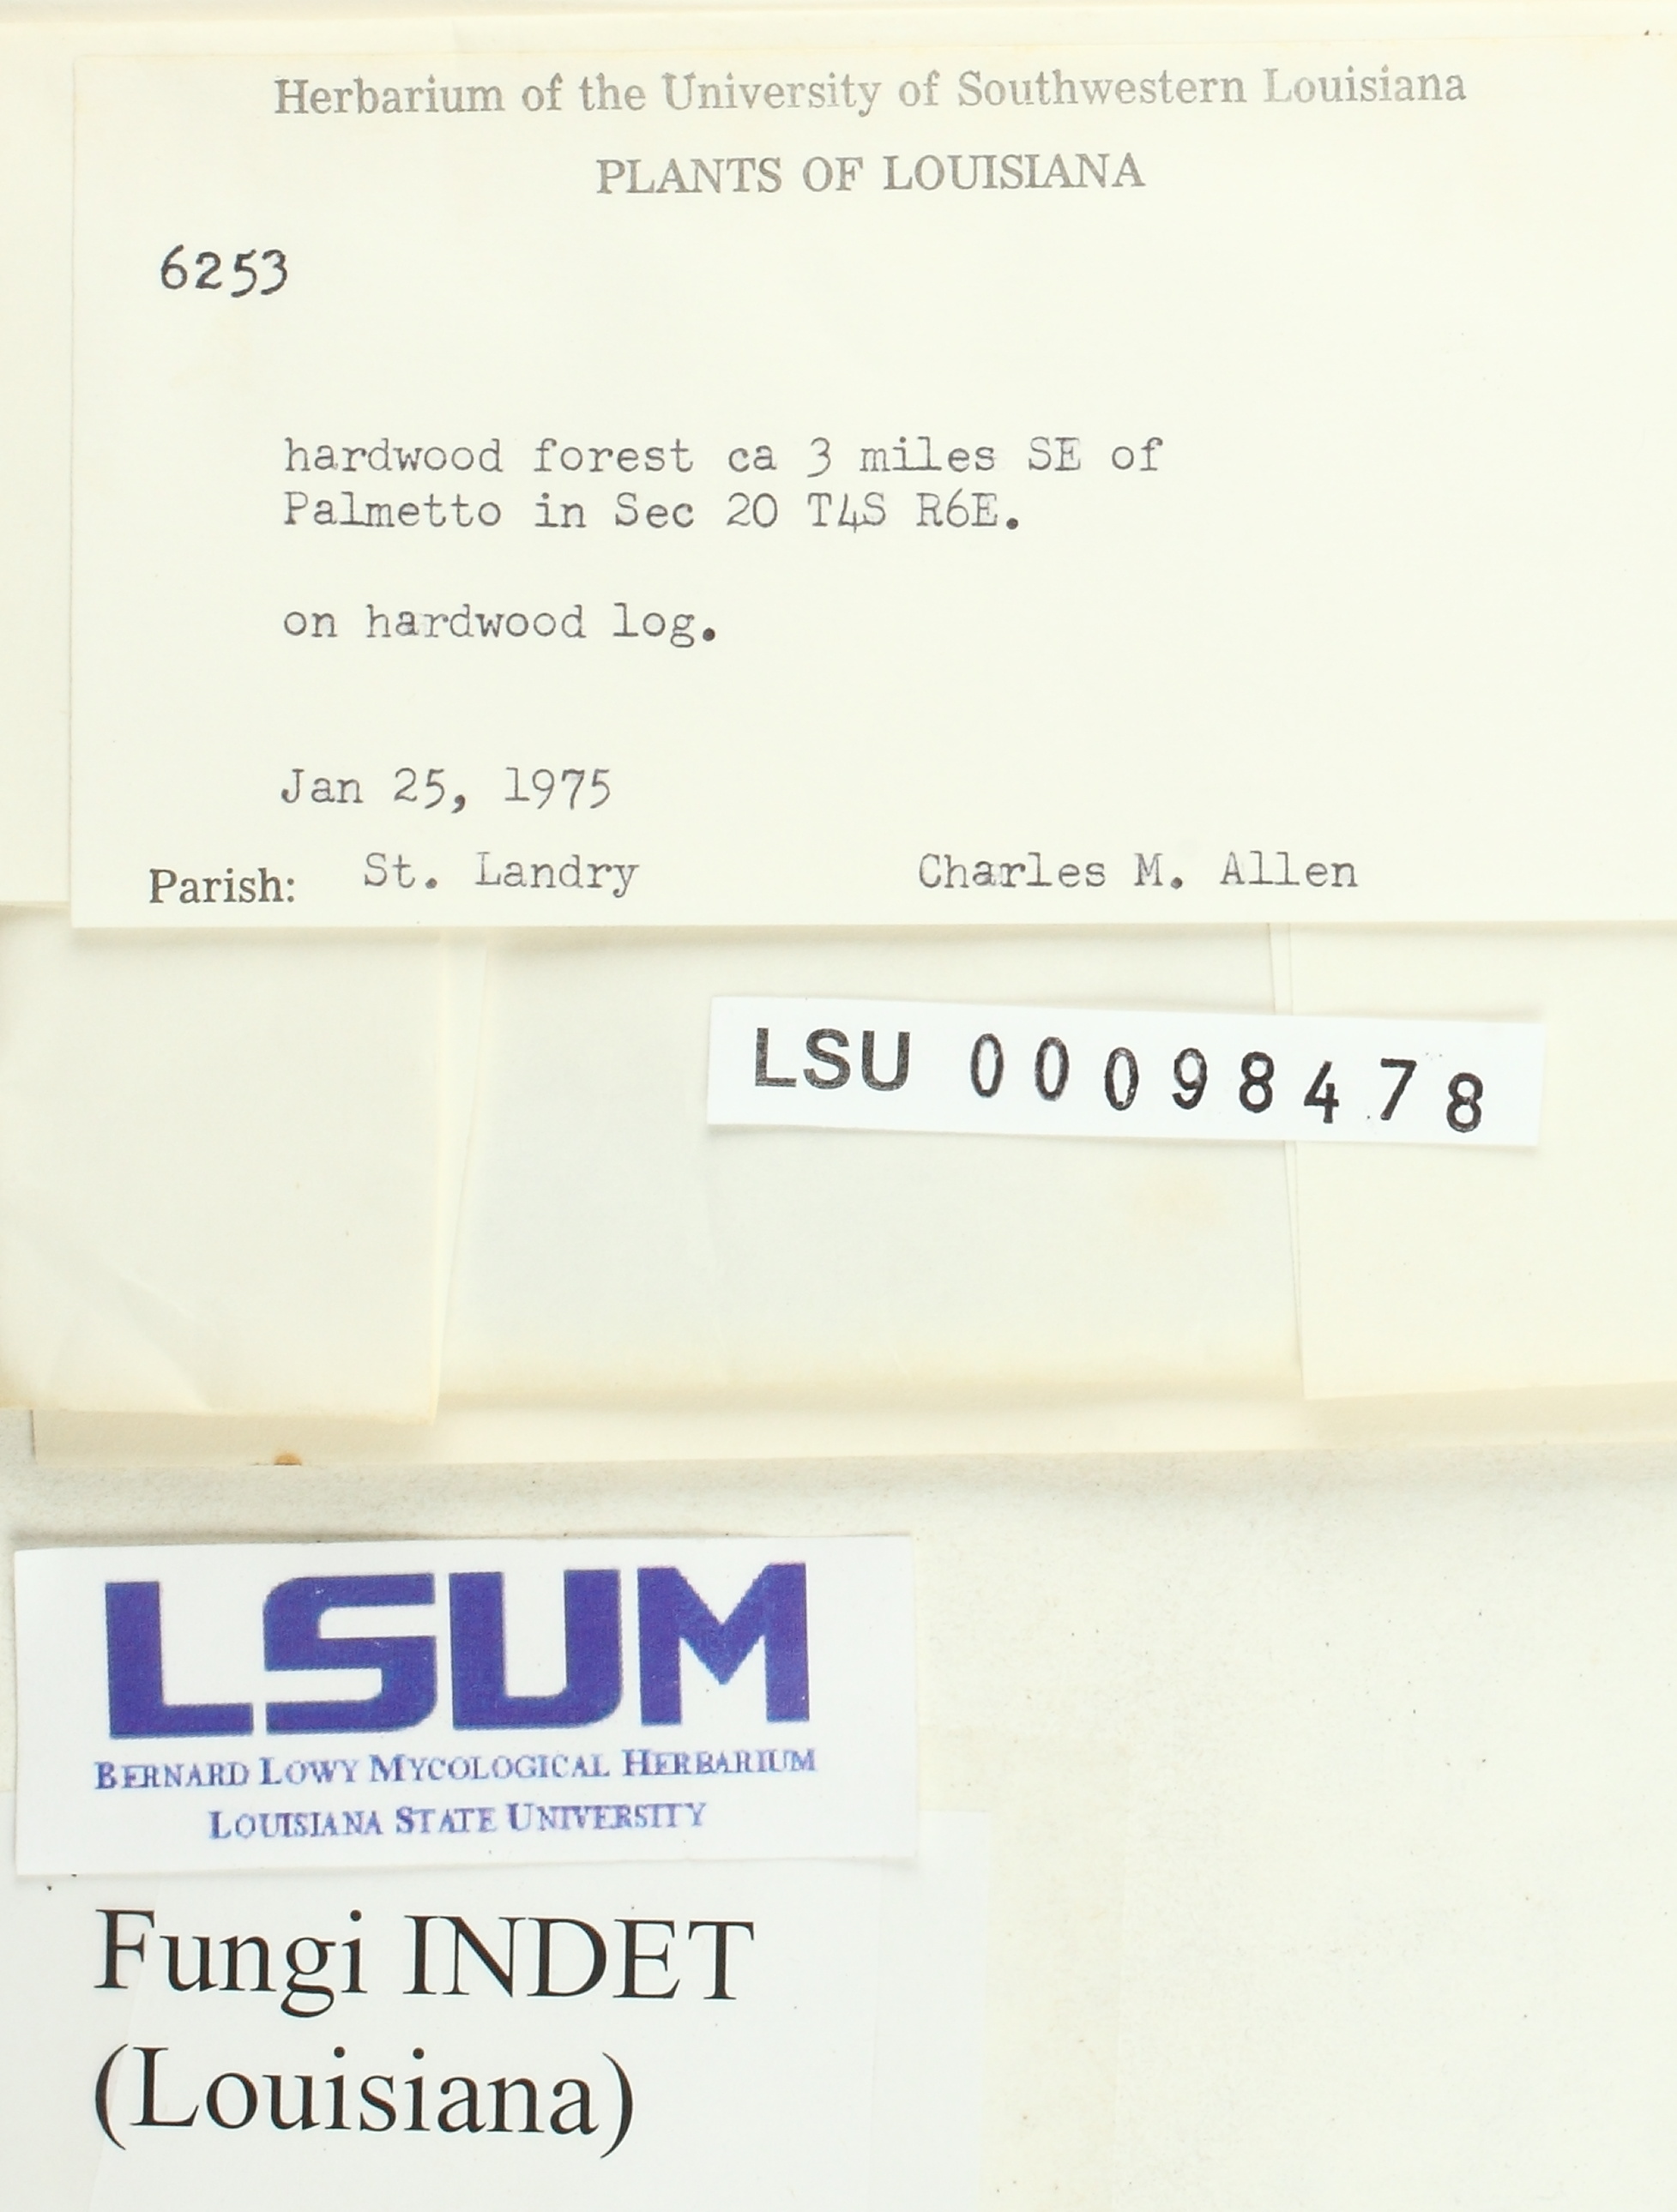 Herbarium of the University of Southwestern Louisiana
PLANTS OF LOUISIANA
6253
hardwood forest ca 3 miles SE of
Palmetto in Sec 20 T4S R6E.
on hardwood log.
Jan 25, 1975
Parish: St. Landry Charles M. Allen
LSU 00098478
LSUM
BERNARD LOWY MYCOLOGICAL HERBARIUM
LOUISIANA STATE UNIVERSITY
Fungi INDET
(Louisiana)